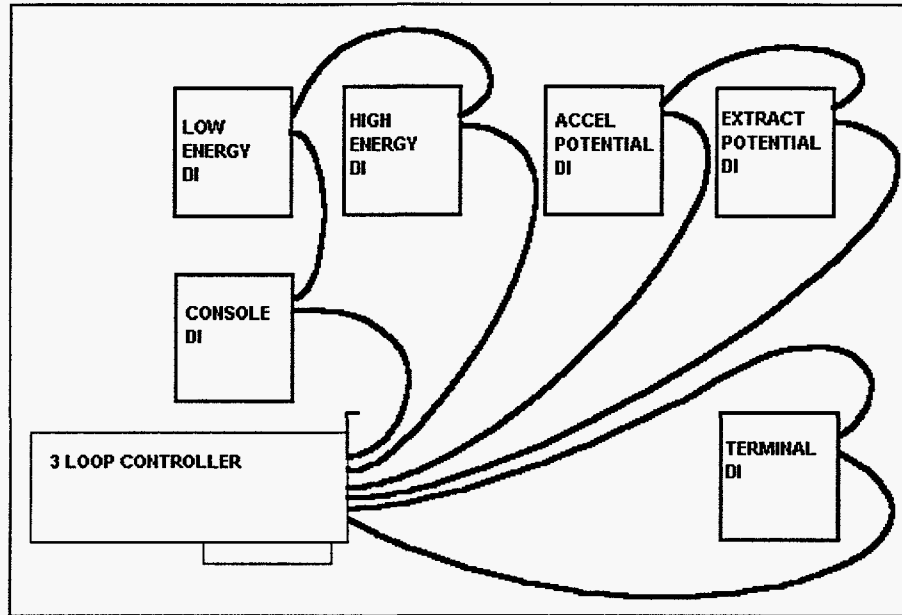 LOW
ENERGY
DI
HIGH
ENERGY
DI
ACCEL
POTENTIAL
DI
EXTRACT
POTENTIAL
DI
CONSOLE
DI
3 LOOP CONTROLLER
TERMINAL
DI